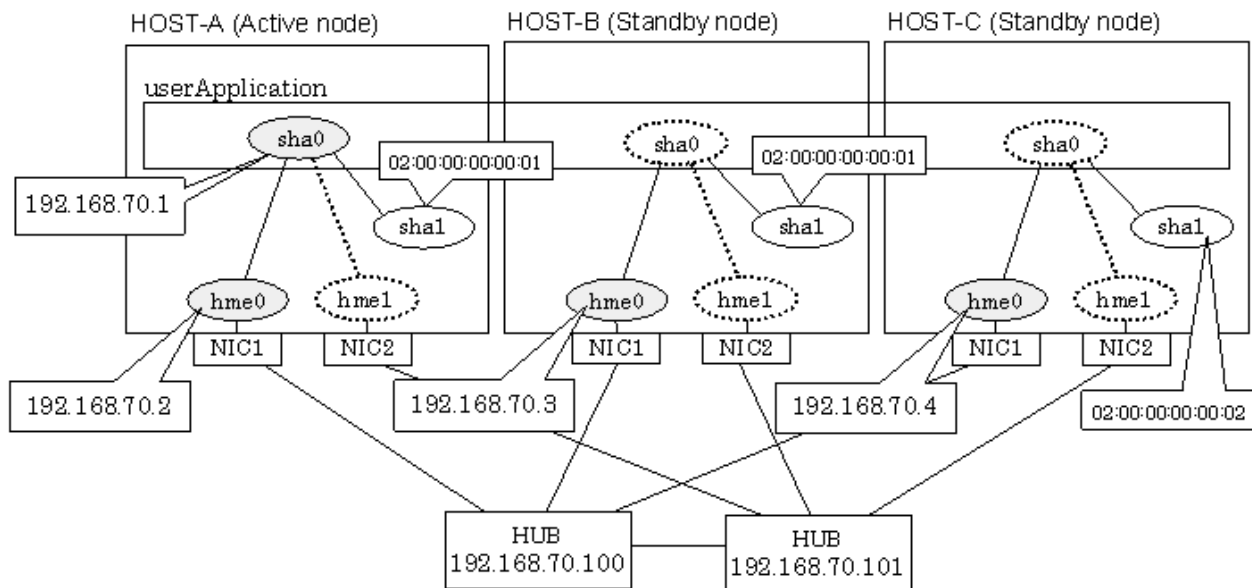 HOST-A (Active node)
HOST-B (Standby node)
HOST-C (Standby node)
userApplication
sha0
sha0
sha0
02:00:00:00:00:01
02:00:00:00:00:01
192.168.70.1
sha1
sha1
sha1
hme0
hme1
hme0
hme1
hme0
hme1
NIC1
NIC2
NIC1
NIC2
NIC1
NIC2
192.168.70.2
192.168.70.3
192.168.70.4
02:00:00:00:00:02
HUB
192.168.70.100
HUB
192.168.70.101